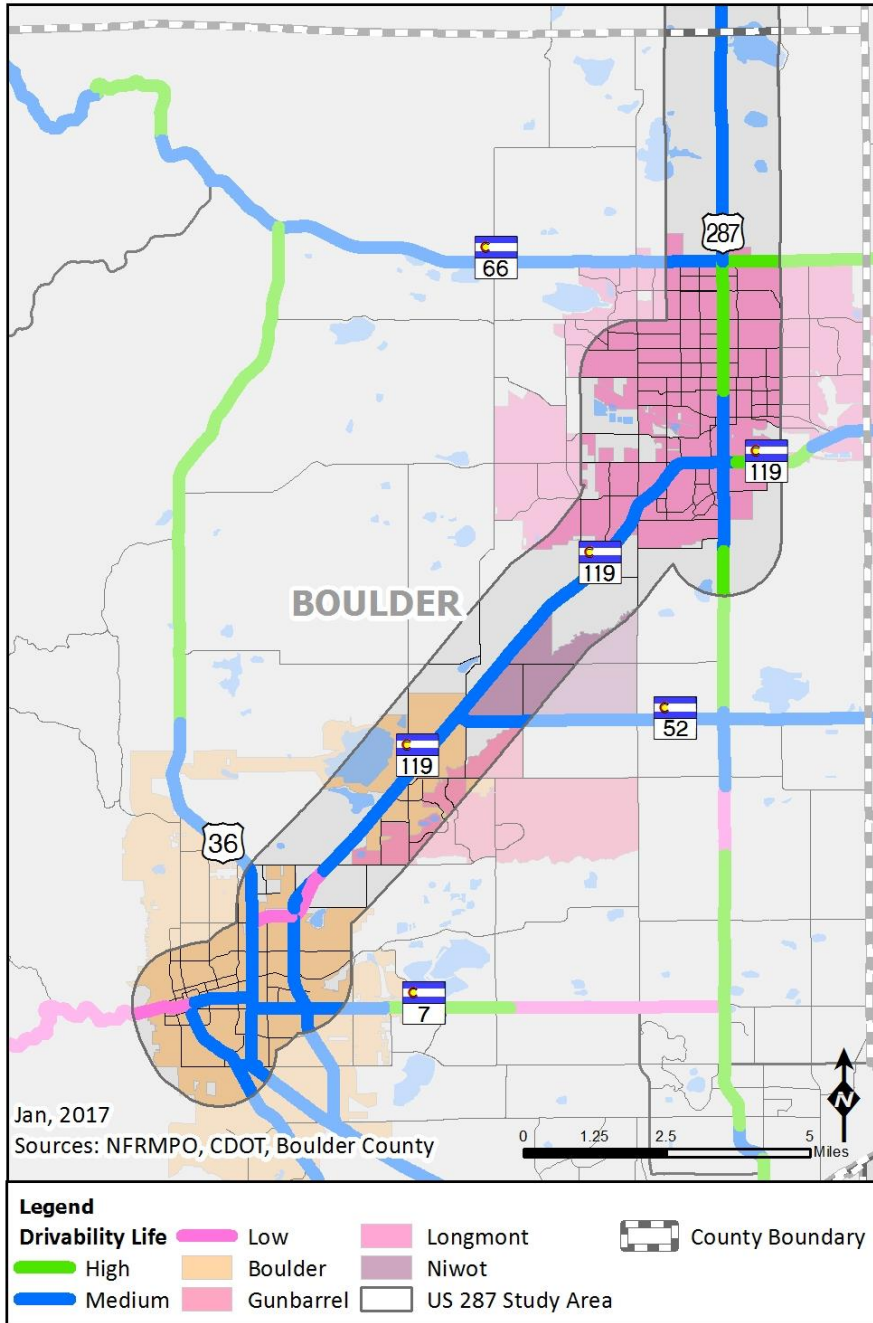 287
66
119
119
BOULDER
52
119
36
7
N
Jan, 2017
Sources: NFRMPO, CDOT, Boulder County
0 1.25 2.5 5
Miles
Legend
Drivability Life
High
Medium
Low
Boulder
Gunbarrel
Longmont
Niwot
US 287 Study Area
County Boundary